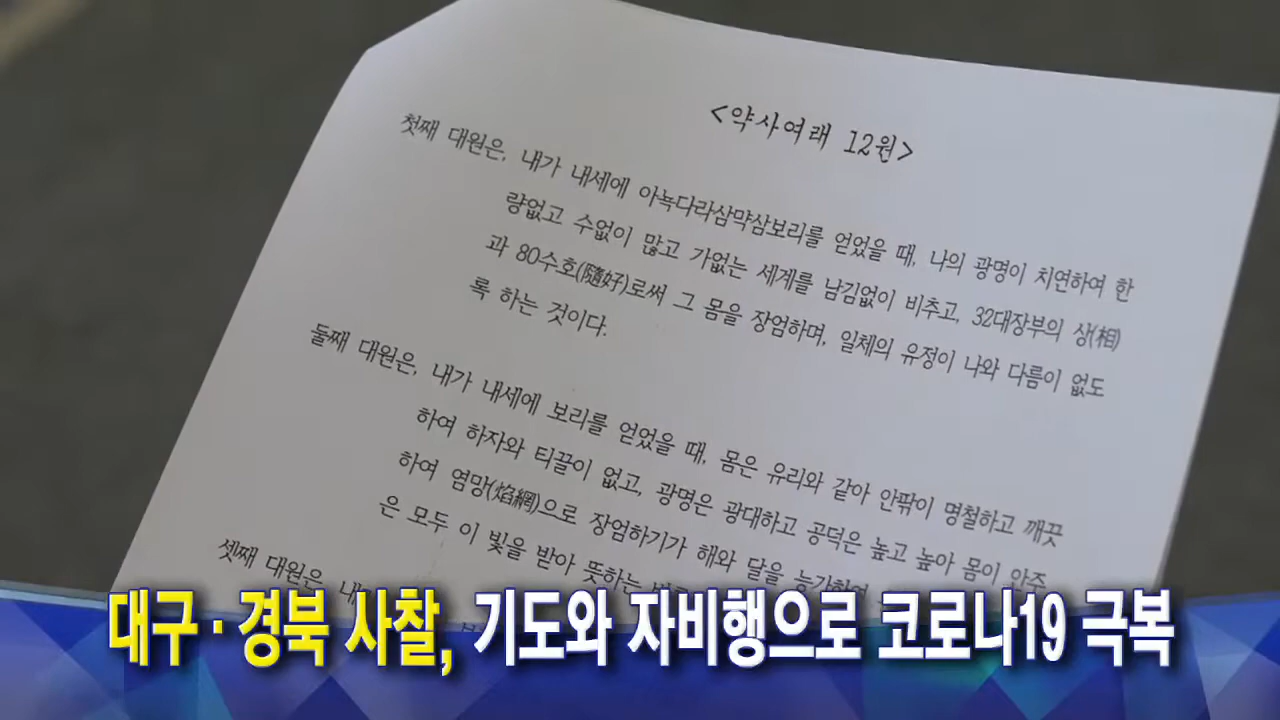 <약사여래 12원>
첫째 대원은, 내가 내세에 아뇩다라삼먁삼보리를 얻었을 때, 나의 광명이 치연하여 한
량없고 수없이 많고 가없는 세계를 남김없이 비추고, 32대장부의 상(相)
과 80수호(隨好)로써 그 몸을 장엄하며, 일체의 유정이 나와 다름이 없도
록 하는 것이다.
둘째 대원은, 내가 내세에 보리를 얻었을 때, 몸은 유리와 같아 안팎이 명철하고 깨끗
하여 하자와 티끌이 없고, 광명은 광대하고 공덕은 높고 높아 몸이 안주
하여 염망(焰網)으로 장엄하기가 해와 달을 능가하여
은 모두 이 빛을 받아 뜻하는
셋째 대원은, 내
대구·경북 사찰, 기도와 자비행으로 코로나19 극복